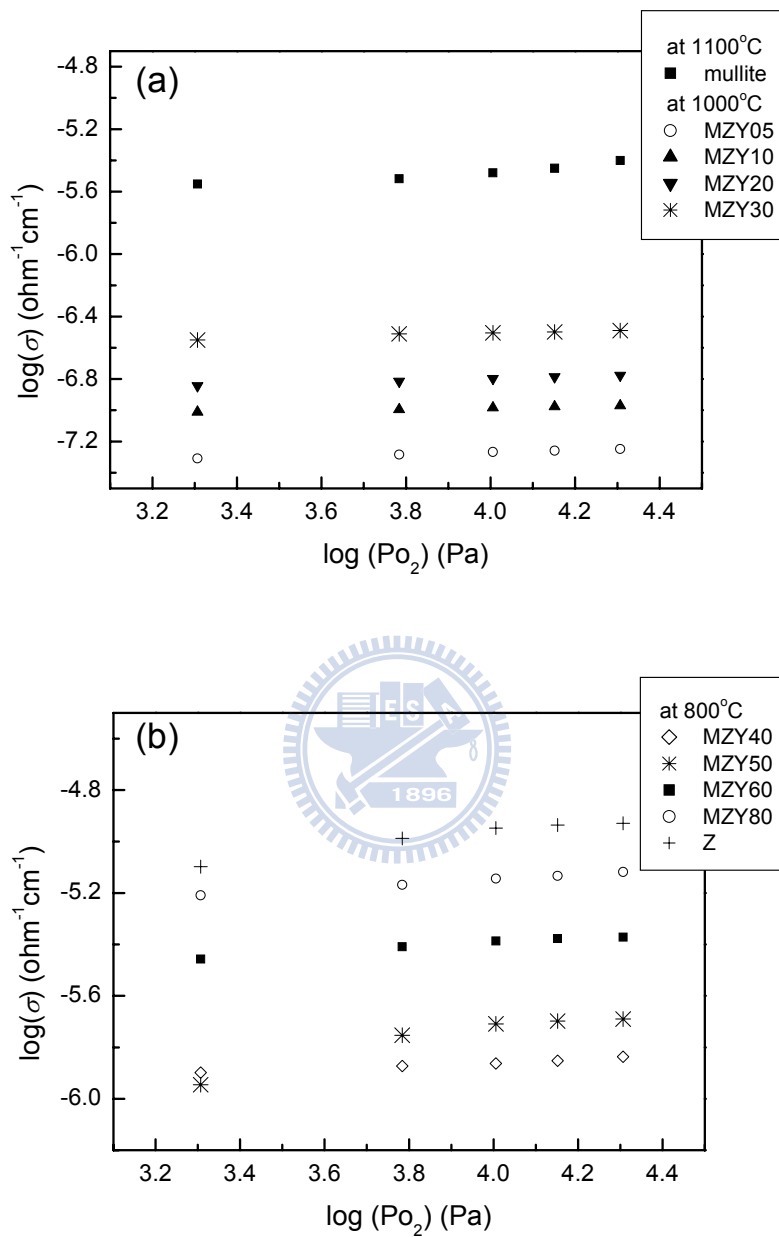 (a)
at 1100°C
mullite
at 1000°C
MZY05
MZY10
MZY20
MZY30
-4.8
-5.2
-5.6
-6.0
-6.4
-6.8
-7.2
log(σ) (ohm⁻¹cm⁻¹)
3.2 3.4 3.6 3.8 4.0 4.2 4.4
log (Po₂) (Pa)
(b)
at 800°C
MZY40
MZY50
MZY60
MZY80
Z
-4.8
-5.2
-5.6
-6.0
log(σ) (ohm⁻¹cm⁻¹)
E S
1896
3.2 3.4 3.6 3.8 4.0 4.2 4.4
log (Po₂) (Pa)